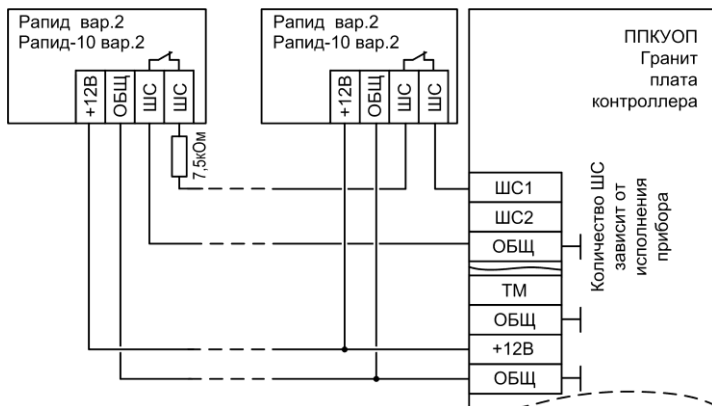 Рапид вар.2
Рапид-10 вар.2
+12В
ОБЩ
ШС
ШС
7,5кОм
Рапид вар.2
Рапид-10 вар.2
+12В
ОБЩ
ШС
ШС
ППКУОП
Гранит
плата
контроллера
ШС1
ШС2
ОБЩ
ТМ
ОБЩ
+12В
ОБЩ
Количество ШС
зависит от
исполнения
прибора